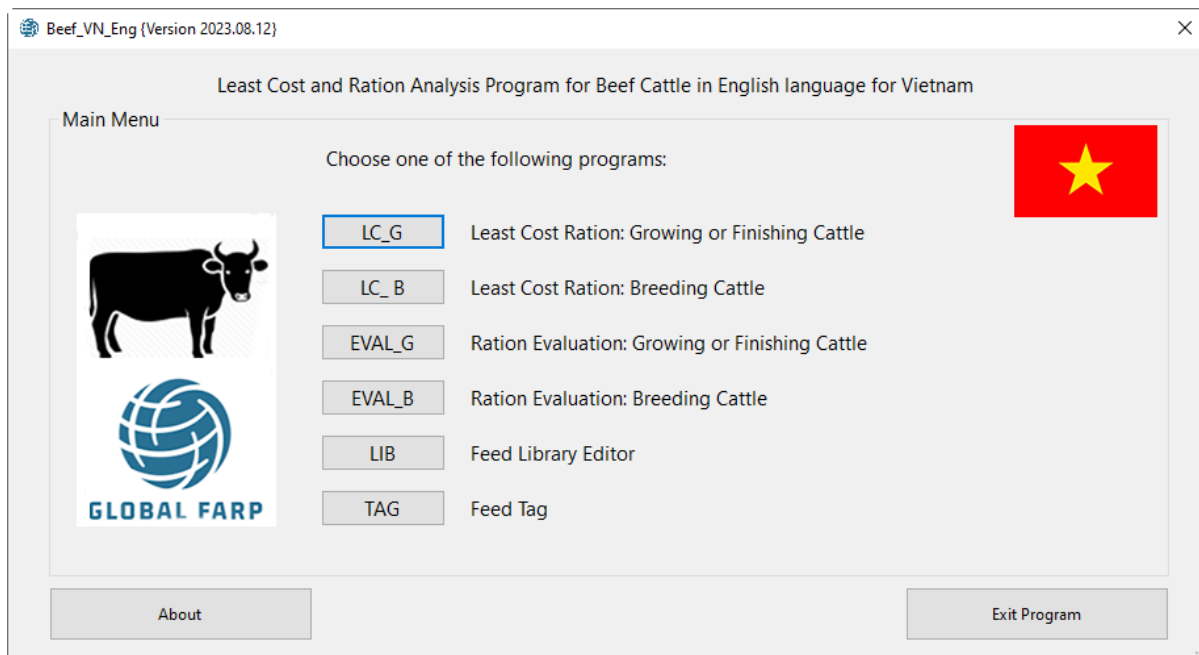 Beef_VN_Eng {Version 2023.08.12}
Least Cost and Ration Analysis Program for Beef Cattle in English language for Vietnam
Main Menu
Choose one of the following programs:
LC_G Least Cost Ration: Growing or Finishing Cattle
LC_ B Least Cost Ration: Breeding Cattle
EVAL_G Ration Evaluation: Growing or Finishing Cattle
EVAL_B Ration Evaluation: Breeding Cattle
LIB Feed Library Editor
TAG Feed Tag
GLOBAL FARP
About Exit Program